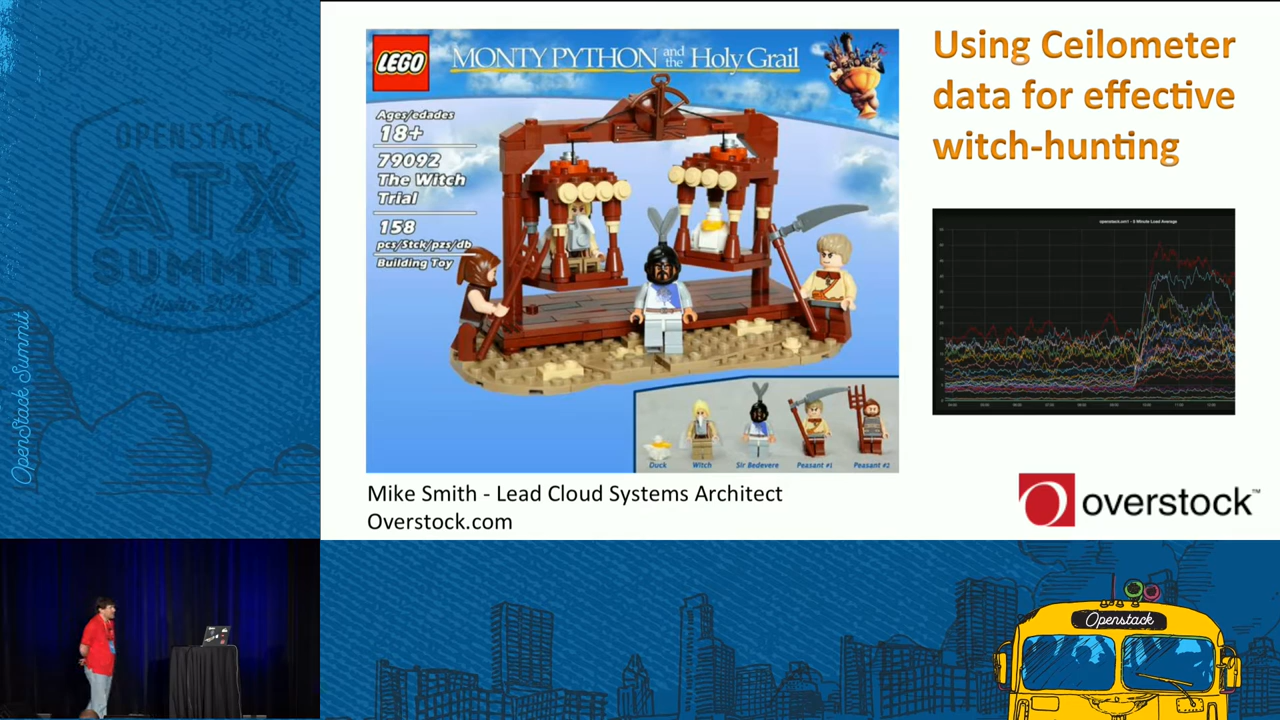 OPENSTACK
ATX
SUMMIT
OpenStack Summit
LEGO
MONTY PYTHON and the Holy Grail
Ages/edades
18+
79092
The Witch
Trial
158
pcs/Stck/pzs/db
Building Toy
Duck
Witch
Sir Bedevere
Peasant #1
Peasant #2
Mike Smith - Lead Cloud Systems Architect
Overstock.com
Using Ceilometer
data for effective
witch-hunting
overstock™
Openstack